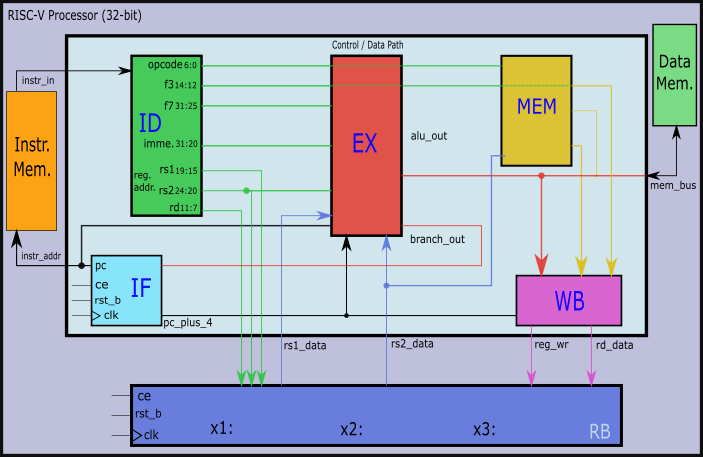 RISC-V Processor (32-bit)
Control / Data Path
instr_in
Instr.
Mem.
instr_addr
ID
opcode 6:0
f3 14:12
f7 31:25
imme. 31:20
reg.
addr.
rs1 19:15
rs2 24:20
rd 11:7
EX
alu_out
branch_out
MEM
Data
Mem.
mem_bus
pc
ce
rst_b
clk
IF
pc_plus_4
WB
rs1_data
rs2_data
reg_wr
rd_data
ce
rst_b
clk
x1:
x2:
x3:
RB